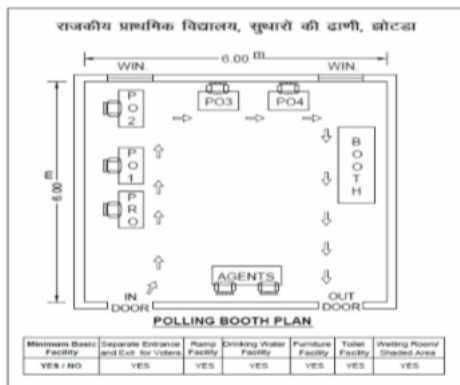 राजकीय प्राथमिक विद्यालय, सुथारो की ढाणी, झोटडा
6.00 m
WIN. WIN.
PO2
PO3 PO4
BOOTH
PO1
PRO
6.00 m
AGENTS
IN DOOR
OUT DOOR
POLLING BOOTH PLAN
Minimum Basic Facility Separate Entrance and Exit for Voters Ramp Facility Drinking Water Facility Furniture Facility Toilet Facility Waiting Room/ Shaded Area
YES / NO YES YES YES YES YES YES